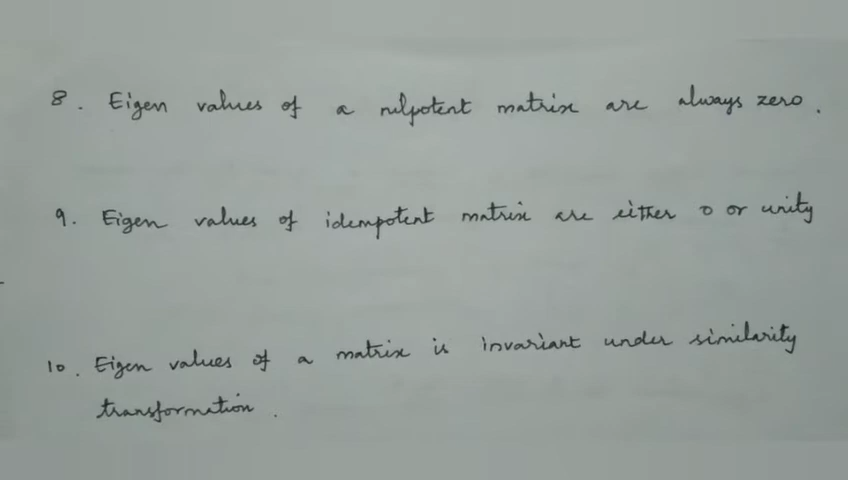 8. Eigen values of a nilpotent matrix are always zero.
9. Eigen values of idempotent matrix are either 0 or unity
10. Eigen values of a matrix is invariant under similarity
transformation.